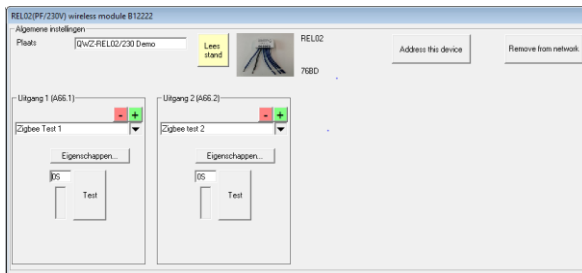 REL02(PF/230V) wireless module B12222
Algemene instellingen
Plaats
QWZ-REL02/230 Demo
Lees
stand
REL02
76BD
Address this device
Remove from network
Uitgang 1 (A66.1)
- +
Zigbee Test 1
Eigenschappen...
0S
Test
Uitgang 2 (A66.2)
- +
Zigbee test 2
Eigenschappen...
0S
Test